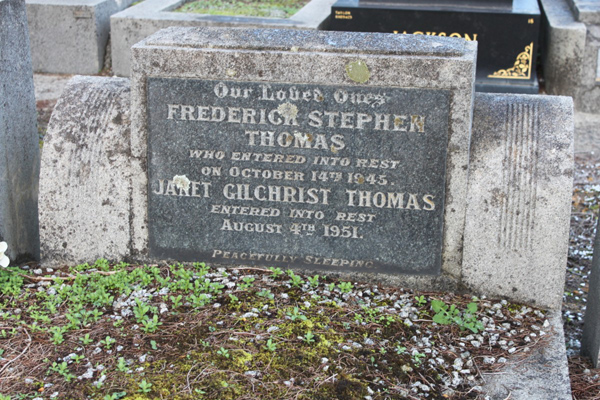 JACKSON
Our Loved Ones
FREDERICK STEPHEN
THOMAS
WHO ENTERED INTO REST
ON OCTOBER 14TH 1945.
JANET GILCHRIST THOMAS
ENTERED INTO REST
AUGUST 4TH 1951.
PEACEFULLY SLEEPING